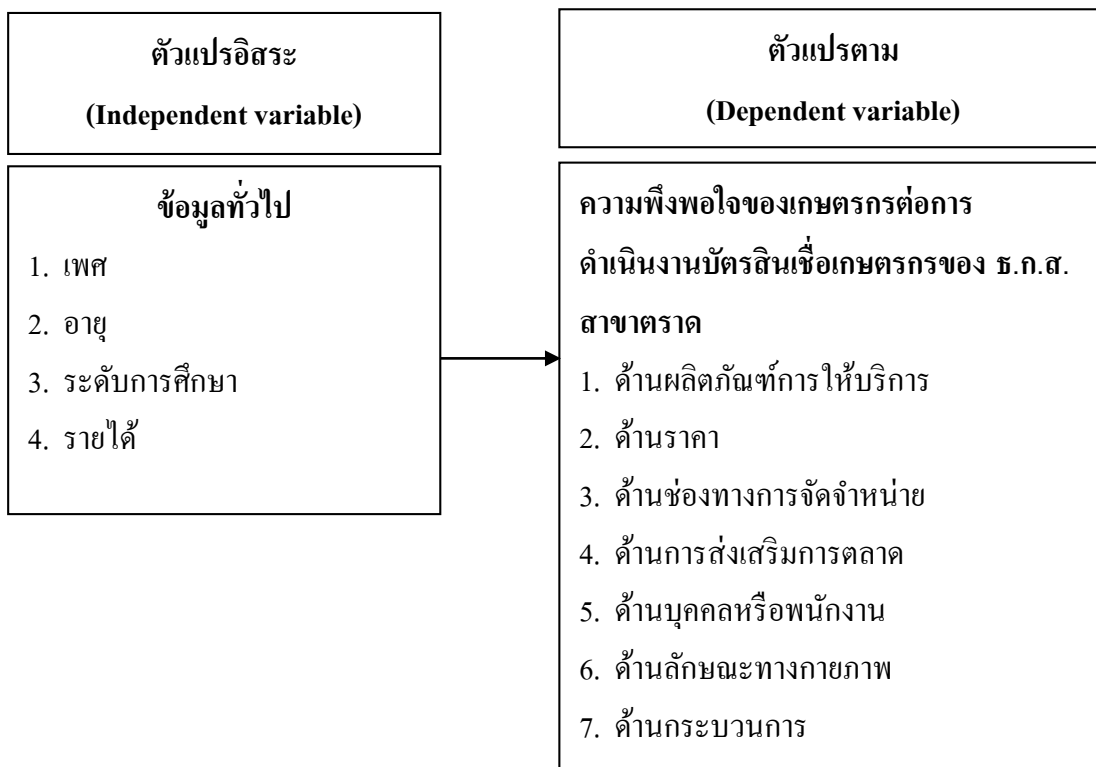 ตัวแปรอิสระ
(Independent variable)
ข้อมูลทั่วไป
1. เพศ
2. อายุ
3. ระดับการศึกษา
4. รายได้
ตัวแปรตาม
(Dependent variable)
ความพึงพอใจของเกษตรกรต่อการ
ดำเนินงานบัตรสินเชื่อเกษตรกรของ ธ.ก.ส.
สาขาตราด
1. ด้านผลิตภัณฑ์การให้บริการ
2. ด้านราคา
3. ด้านช่องทางการจัดจำหน่าย
4. ด้านการส่งเสริมการตลาด
5. ด้านบุคคลหรือพนักงาน
6. ด้านลักษณะทางกายภาพ
7. ด้านกระบวนการ